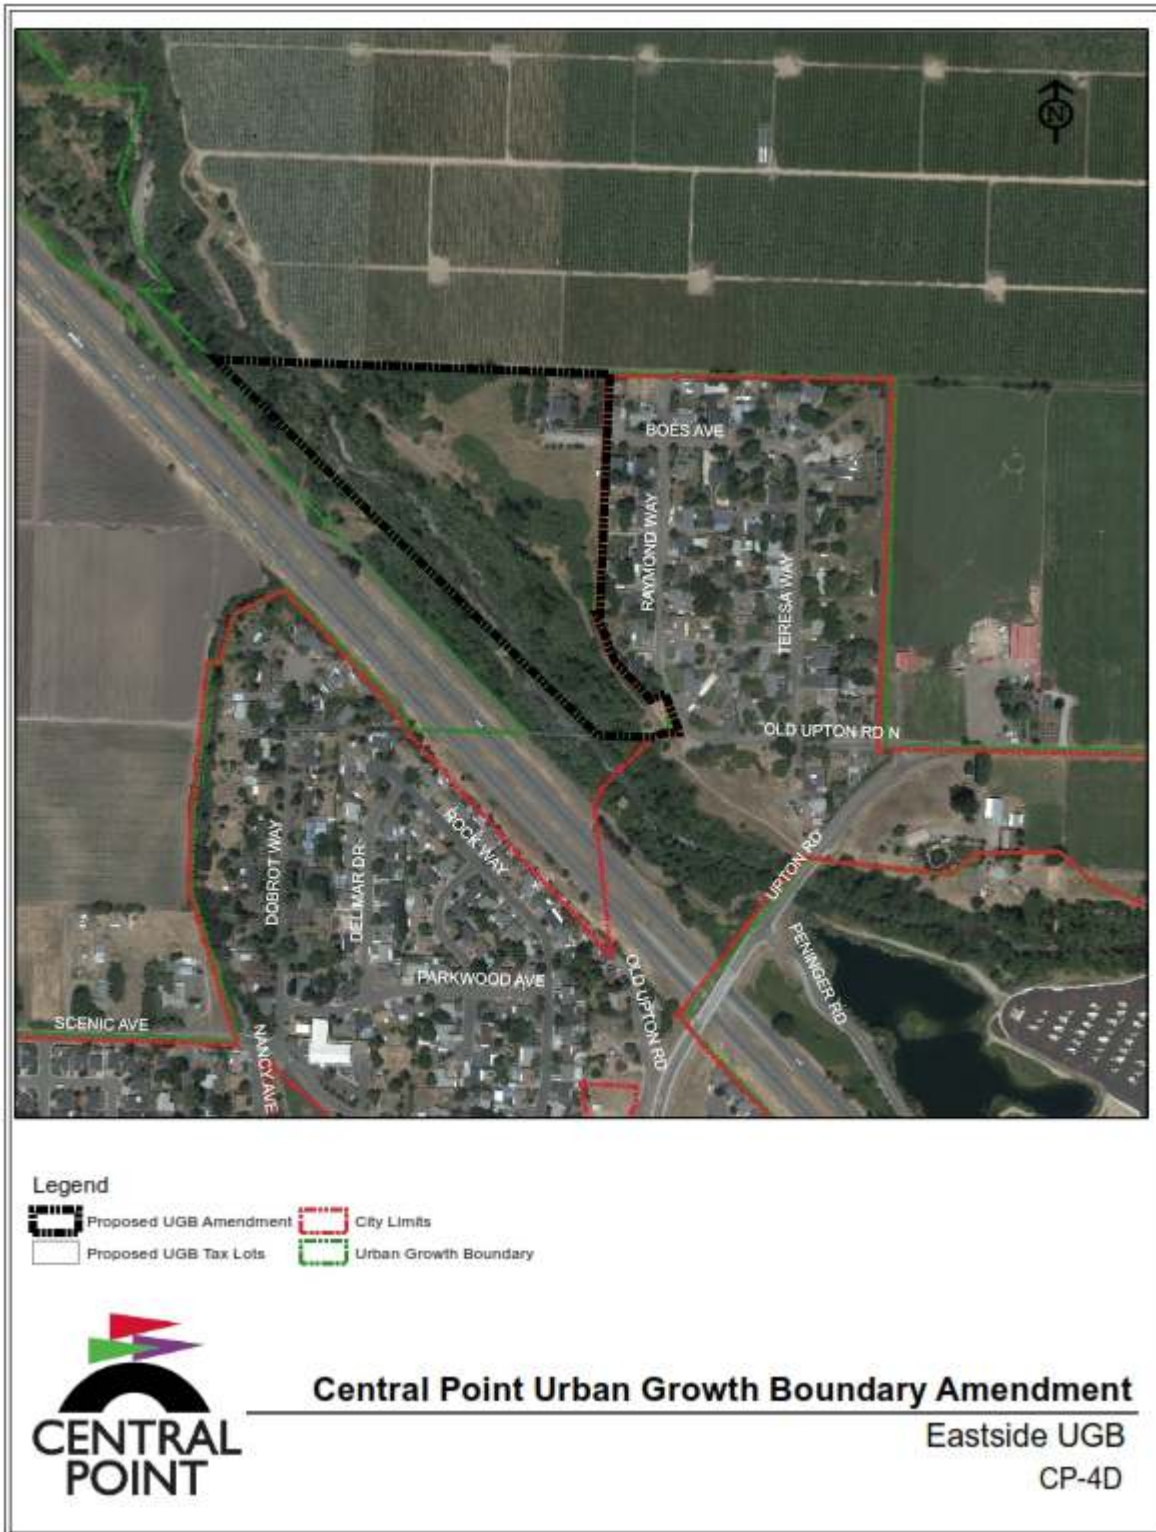 N
BOES AVE
RAYMOND WAY
TERESA WAY
OLD UPTON RD N
ROCK WAY
DOBROT WAY
DELMAR DR
UPTON RD
PENINGER RD
PARKWOOD AVE
OLD UPTON RD
SCENIC AVE
NANCY AVE
Legend
Proposed UGB Amendment
City Limits
Proposed UGB Tax Lots
Urban Growth Boundary
Central Point Urban Growth Boundary Amendment
Eastside UGB
CP-4D
CENTRAL
POINT